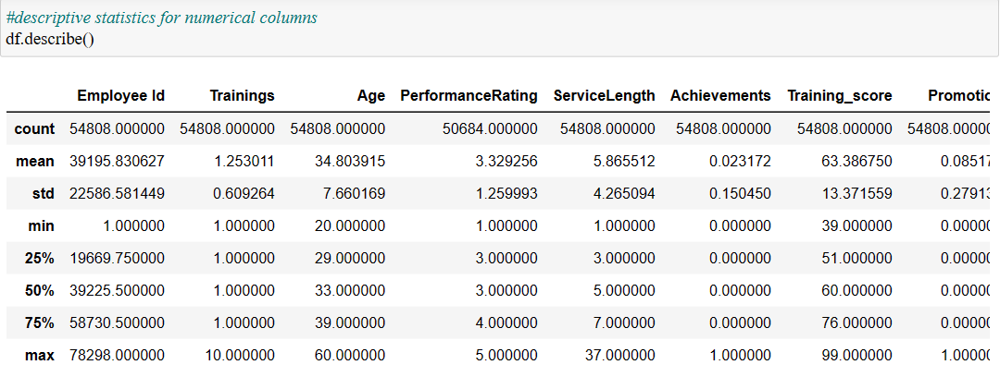 #descriptive statistics for numerical columns
df.describe()
Employee Id Trainings Age PerformanceRating ServiceLength Achievements Training_score Promotic
count 54808.000000 54808.000000 54808.000000 50684.000000 54808.000000 54808.000000 54808.000000 54808.0000
mean 39195.830627 1.253011 34.803915 3.329256 5.865512 0.023172 63.386750 0.08517
std 22586.581449 0.609264 7.660169 1.259993 4.265094 0.150450 13.371559 0.27913
min 1.000000 1.000000 20.000000 1.000000 1.000000 0.000000 39.000000 0.0000
25% 19669.750000 1.000000 29.000000 3.000000 3.000000 0.000000 51.000000 0.0000
50% 39225.500000 1.000000 33.000000 3.000000 5.000000 0.000000 60.000000 0.0000
75% 58730.500000 1.000000 39.000000 4.000000 7.000000 0.000000 76.000000 0.0000
max 78298.000000 10.000000 60.000000 5.000000 37.000000 1.000000 99.000000 1.0000